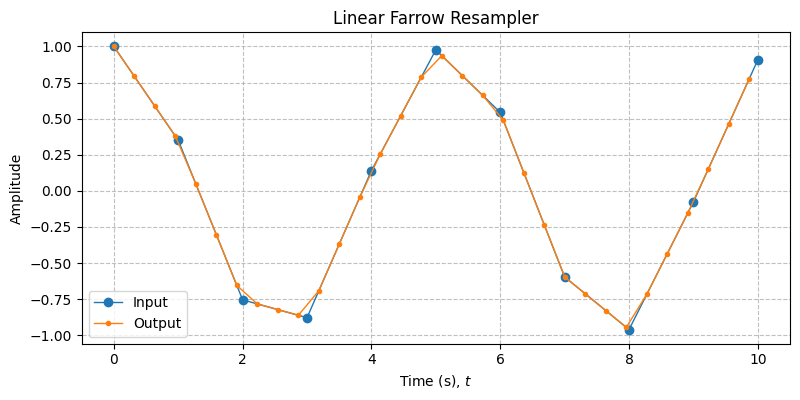 Linear Farrow Resampler
Amplitude
1.00
0.75
0.50
0.25
0.00
−0.25
−0.50
−0.75
−1.00
Input
Output
0 2 4 6 8 10
Time (s), t